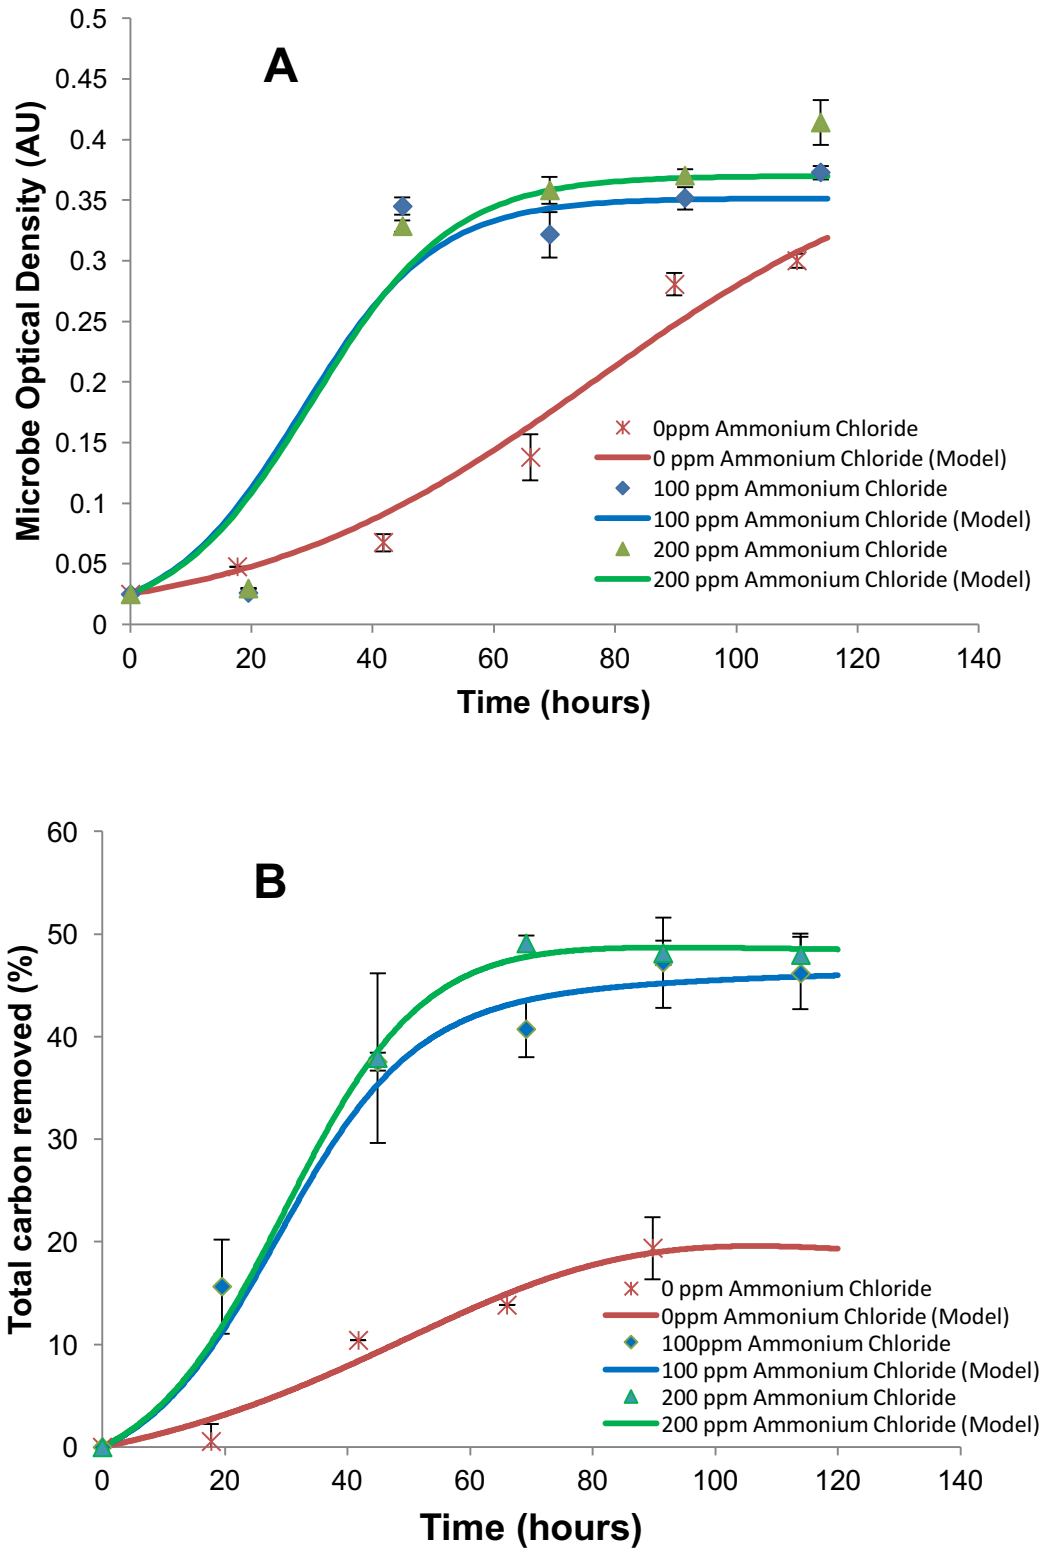 0.5
0.45
0.4
0.35
0.3
0.25
0.2
0.15
0.1
0.05
0
Microbe Optical Density (AU)
A
0ppm Ammonium Chloride
0 ppm Ammonium Chloride (Model)
100 ppm Ammonium Chloride
100 ppm Ammonium Chloride (Model)
200 ppm Ammonium Chloride
200 ppm Ammonium Chloride (Model)
0 20 40 60 80 100 120 140
Time (hours)
60
50
40
30
20
10
0
Total carbon removed (%)
B
0 ppm Ammonium Chloride
0ppm Ammonium Chloride (Model)
100ppm Ammonium Chloride
100 ppm Ammonium Chloride (Model)
200 ppm Ammonium Chloride
200 ppm Ammonium Chloride (Model)
0 20 40 60 80 100 120 140
Time (hours)